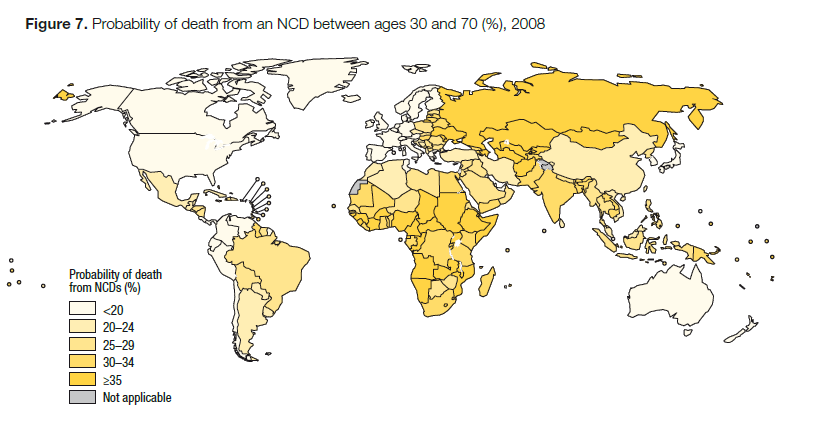 Figure 7. Probability of death from an NCD between ages 30 and 70 (%), 2008
Probability of death
from NCDs (%)
<20
20–24
25–29
30–34
≥35
Not applicable